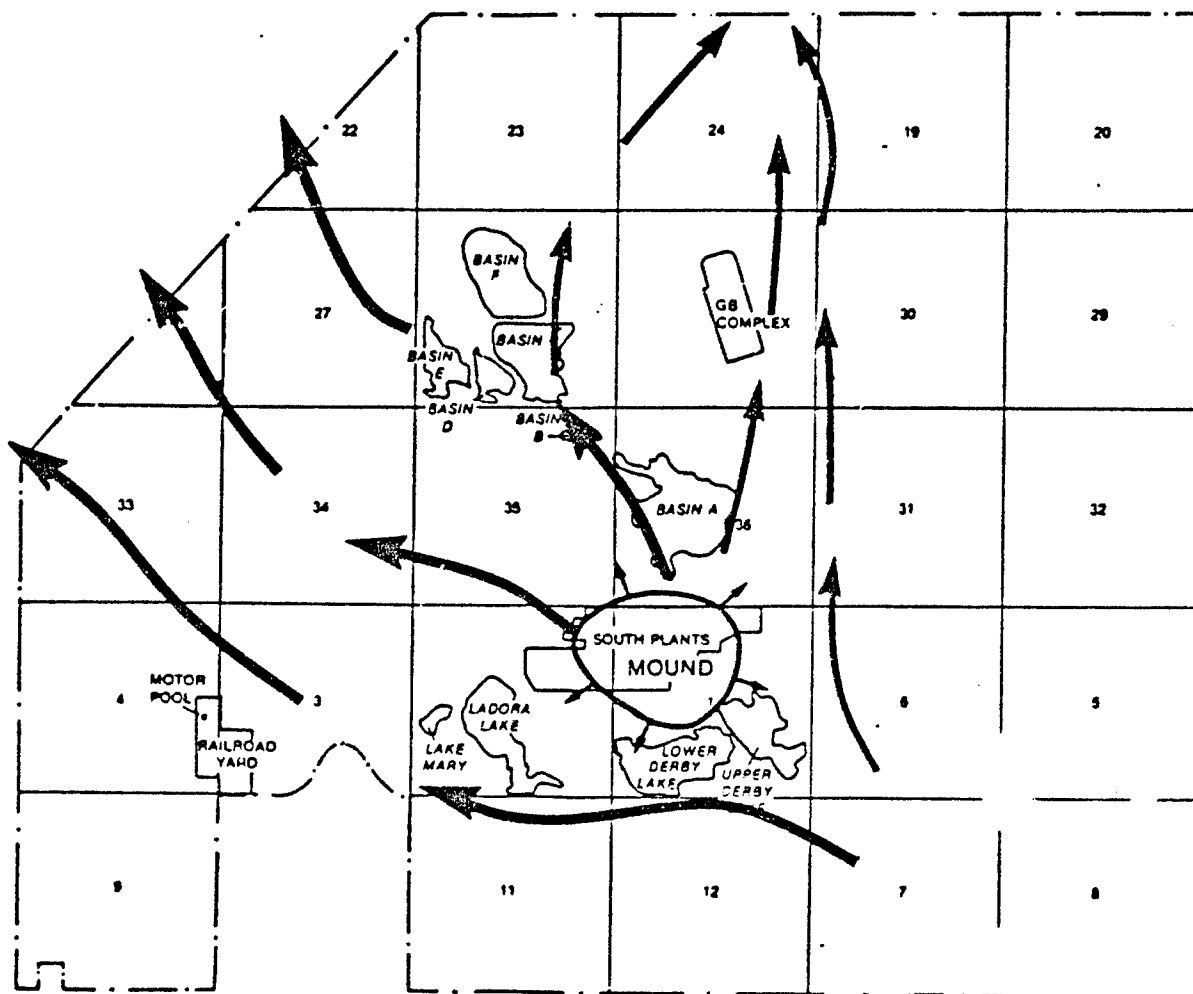 22
23
24
19
20
BASIN
F
27
GB
COMPLEX
30
29
BASIN
BASIN
E
BASIN
D
BASIN
B
33
34
35
BASIN A
36
31
32
SOUTH PLANTS
MOUND
MOTOR
POOL
4
3
LADORA
LAKE
1
6
5
RAILROAD
YARD
LAKE
MARY
LOWER
DERBY
LAKE
UPPER
DERBY
9
11
12
7
8